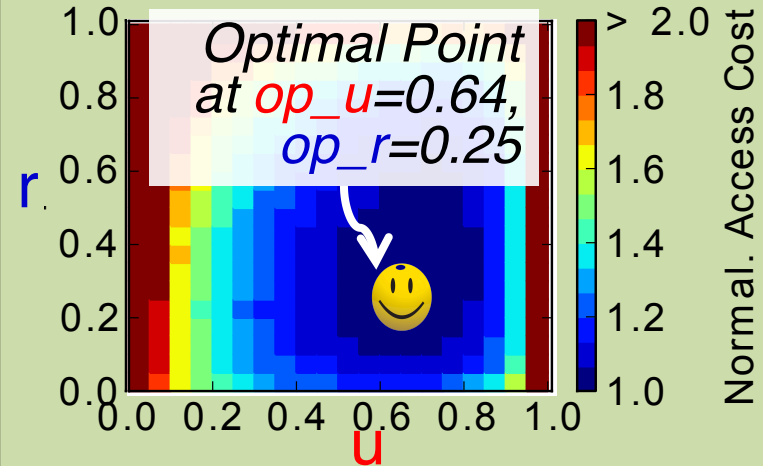 Optimal Point
at op_u=0.64,
op_r=0.25
1.0
0.8
0.6
0.4
0.2
0.0
r
0.0 0.2 0.4 0.6 0.8 1.0
u
> 2.0
1.8
1.6
1.4
1.2
1.0
Normal. Access Cost